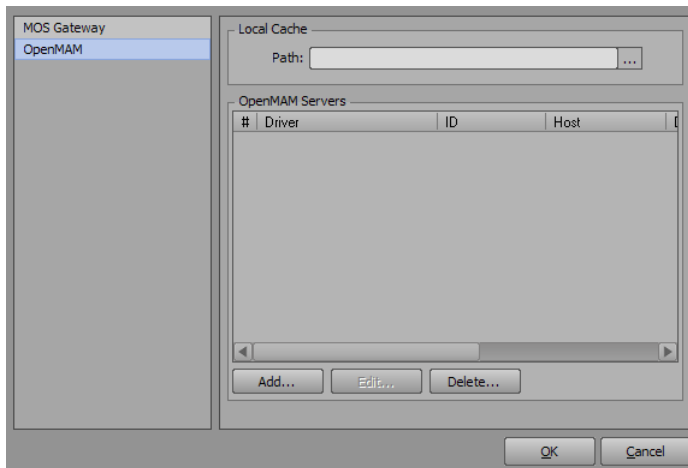 MOS Gateway
OpenMAM
Local Cache
Path:
...
OpenMAM Servers
# Driver ID Host
Add... Edit... Delete...
OK Cancel